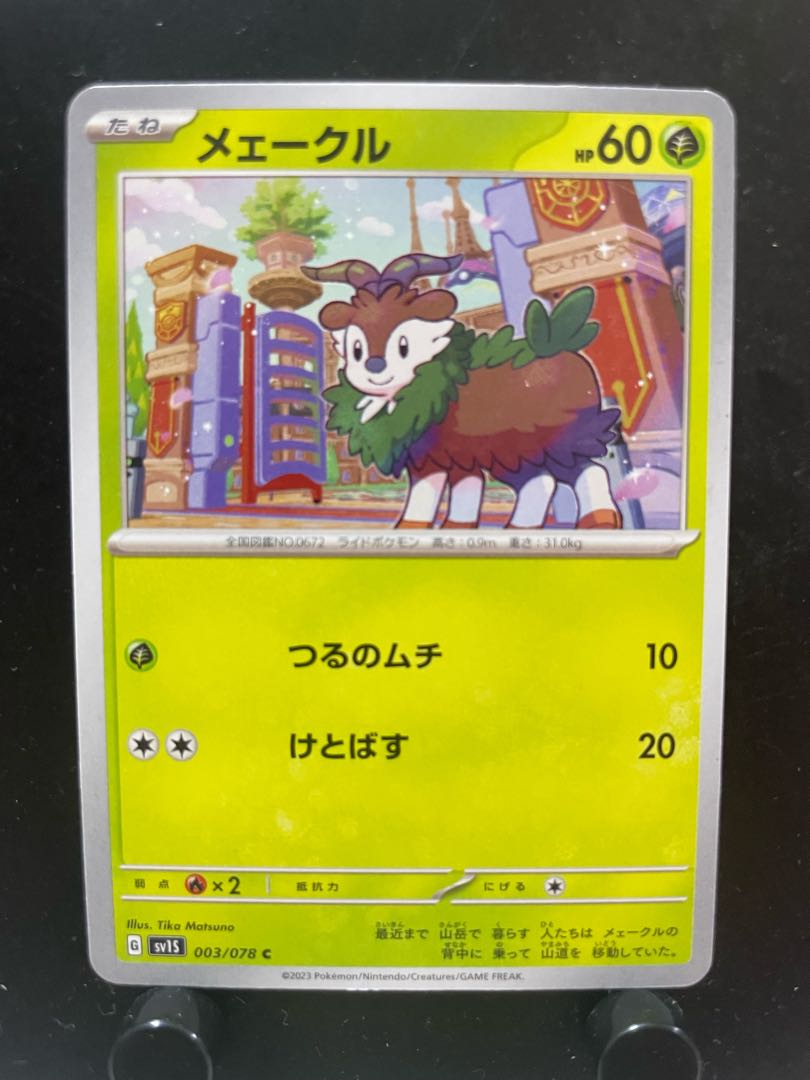 たね メェークル HP60
全国図鑑NO.0672 ライドポケモン 高さ:0.9m 重さ:31.0kg
つるのムチ 10
けとばす 20
弱点 ×2 抵抗力 にげる
Illus. Tika Matsuno
最近まで 山岳で 暮らす 人たちは メェークルの
背中に 乗って 山道を 移動していた。
G sv1S 003/078 C
©2023 Pokémon/Nintendo/Creatures/GAME FREAK.